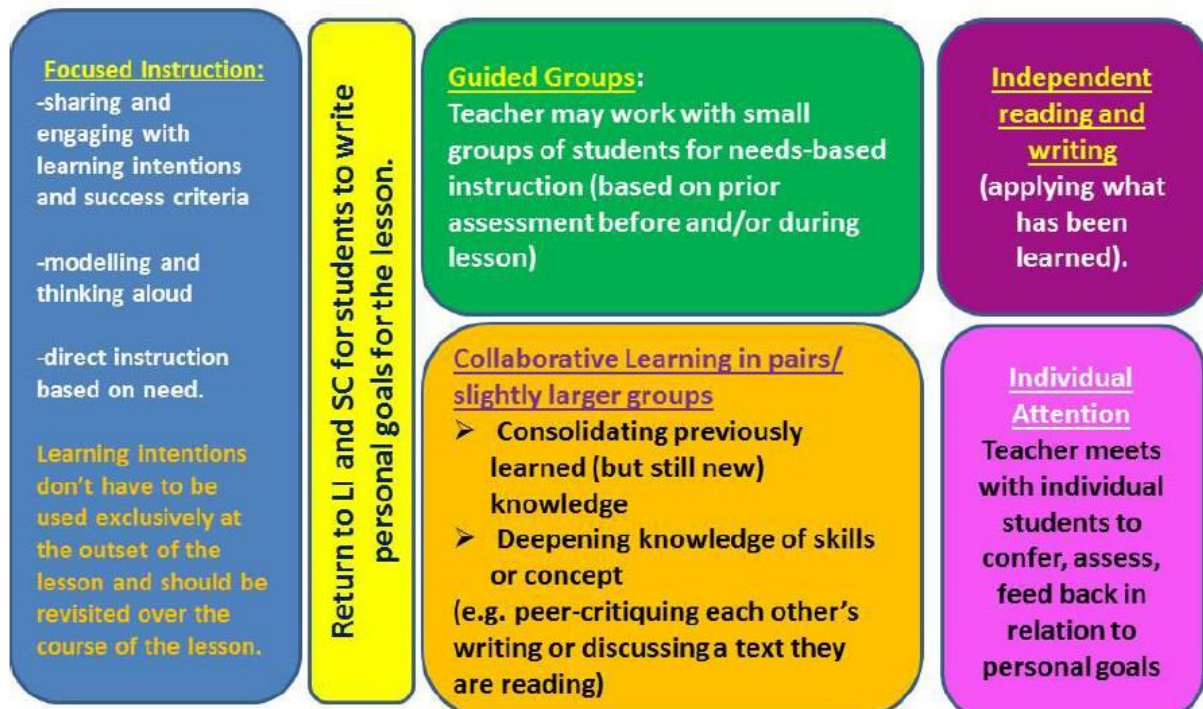 Focused Instruction:
-sharing and
engaging with
learning intentions
and success criteria
-modelling and
thinking aloud
-direct instruction
based on need.
Learning intentions
don't have to be
used exclusively at
the outset of the
lesson and should be
revisited over the
course of the lesson.
Return to LI and SC for students to write
personal goals for the lesson.
Guided Groups:
Teacher may work with small
groups of students for needs-based
instruction (based on prior
assessment before and/or during
lesson)
Collaborative Learning in pairs/
slightly larger groups
➤ Consolidating previously
learned (but still new)
knowledge
➤ Deepening knowledge of skills
or concept
(e.g. peer-critiquing each other's
writing or discussing a text they
are reading)
Independent
reading and
writing
(applying what
has been
learned).
Individual
Attention
Teacher meets
with individual
students to
confer, assess,
feed back in
relation to
personal goals